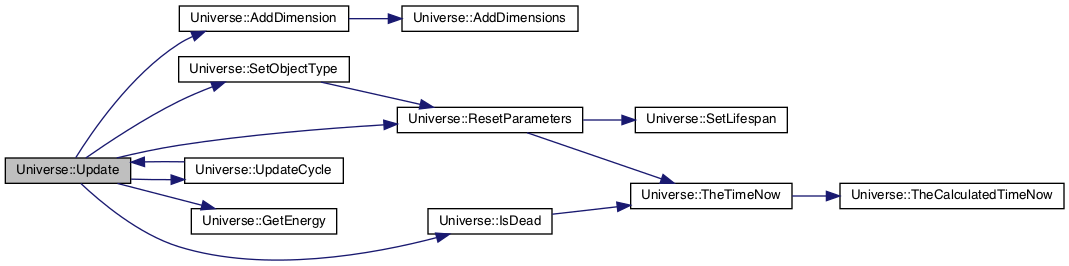 Universe::AddDimension
Universe::AddDimensions
Universe::SetObjectType
Universe::ResetParameters
Universe::SetLifespan
Universe::Update
Universe::UpdateCycle
Universe::TheTimeNow
Universe::TheCalculatedTimeNow
Universe::GetEnergy
Universe::IsDead